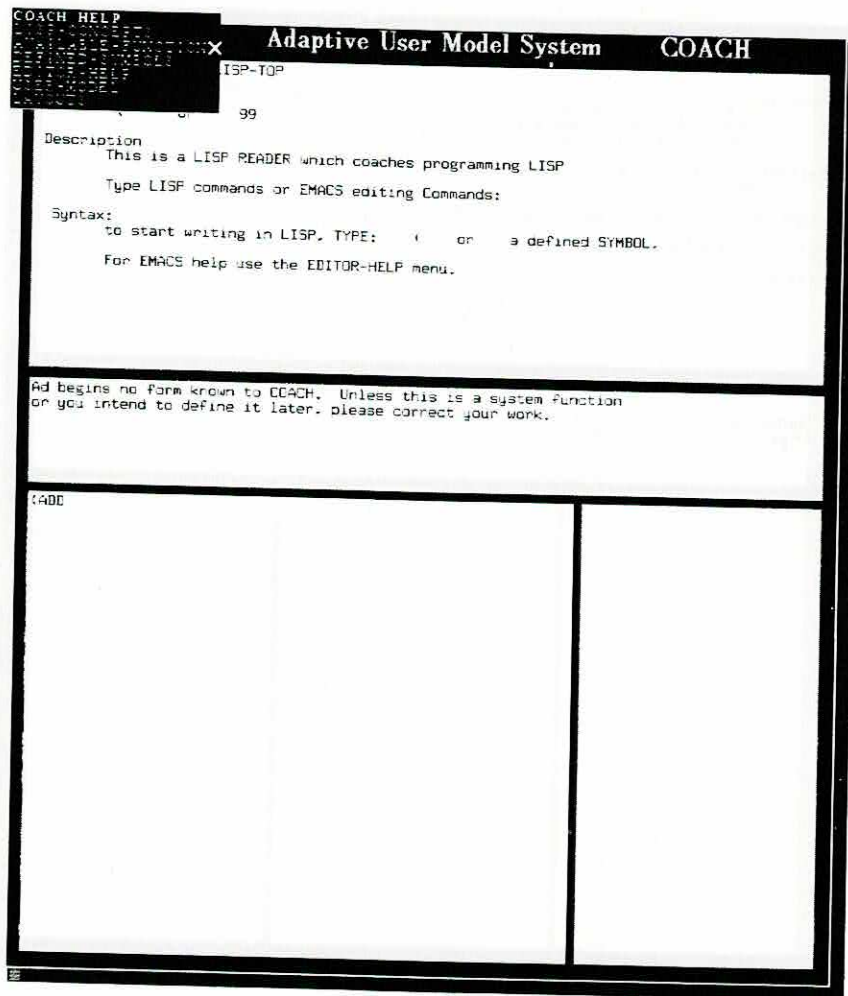 COACH HELP
Adaptive User Model System COACH
LISP-TOP
99
Description
This is a LISP READER which coaches programming LISP
Type LISP commands or EMACS editing Commands:
Syntax:
to start writing in LISP, TYPE: ( or a defined SYMBOL.
For EMACS help use the EDITOR-HELP menu.
Ad begins no form known to COACH. Unless this is a system function
or you intend to define it later, please correct your work.
(ADD